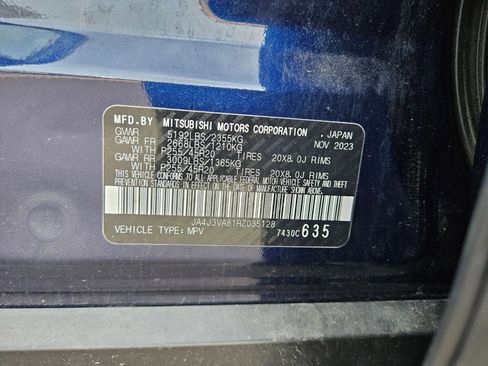 MFD.BY MITSUBISHI MOTORS CORPORATION, JAPAN
GVWR 5192LBS/2355KG NOV 2023
GAWR FR 2668LBS/1210KG
WITH P255/45R20 TIRES 20X8.0J RIMS
GAWR RR 3009LBS/1365KG
WITH P255/45R20 TIRES 20X8.0J RIMS
THIS VEHICLE CONFORMS TO ALL APPLICABLE FEDERAL MOTOR VEHICLE SAFETY, BUMPER, AND THEFT
PREVENTION STANDARDS IN EFFECT ON THE DATE OF MANUFACTURE SHOWN ABOVE.
JA4J3VA81RZ035128
VEHICLE TYPE: MPV 7430C 635